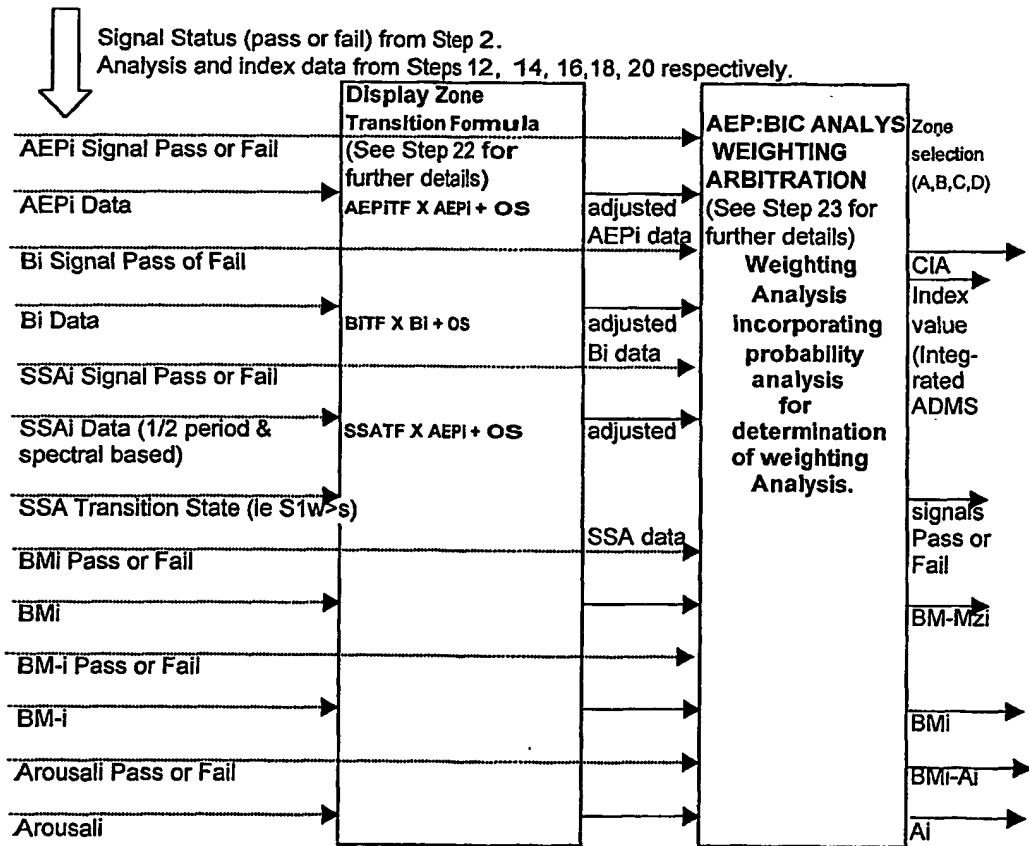 Signal Status (pass or fail) from Step 2.
Analysis and index data from Steps 12, 14, 16,18, 20 respectively.
Display Zone
Transition Formula
(See Step 22 for
further details)
AEPiTF X AEPi + OS
BiTF X Bi + OS
SSATF X AEPi + OS
AEPi Signal Pass or Fail
AEPi Data
Bi Signal Pass of Fail
Bi Data
SSAi Signal Pass or Fail
SSAi Data (1/2 period &
spectral based)
SSA Transition State (ie S1w>s)
BMi Pass or Fail
BMi
BM-i Pass or Fail
BM-i
Arousali Pass or Fail
Arousali
adjusted
AEPi data
adjusted
Bi data
adjusted
SSA data
AEP:BIC ANALYS
WEIGHTING
ARBITRATION
(See Step 23 for
further details)
Weighting
Analysis
incorporating
probability
analysis
for
determination
of weighting
Analysis.
Zone
selection
(A,B,C,D)
CIA
Index
value
(Integ-
rated
ADMS
signals
Pass or
Fail
BM-Mzi
BMi
BMi-Ai
Ai